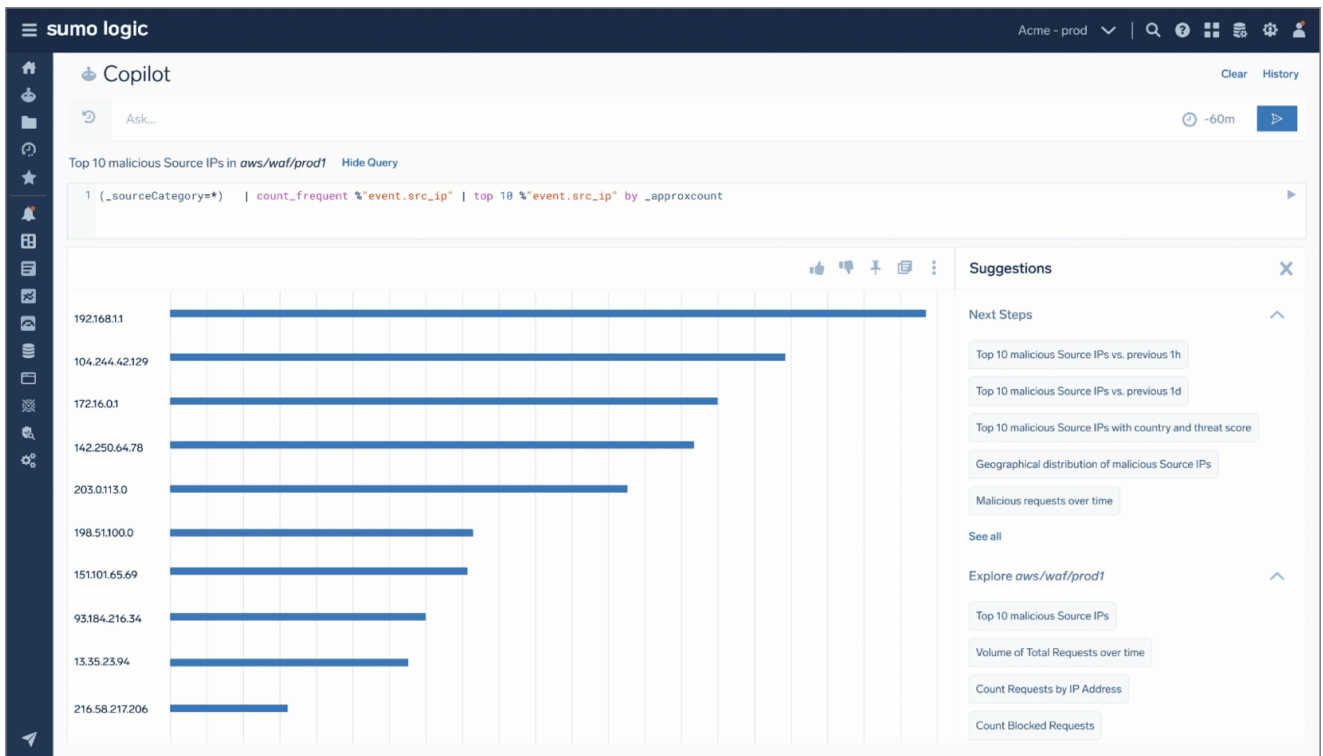 sumo logic
Acme - prod
Copilot
Clear History
Ask...
-60m
Top 10 malicious Source IPs in aws/waf/prod1 Hide Query
1 (_sourceCategory=*) | count_frequent %"event.src_ip" | top 10 %"event.src_ip" by _approxcount
Suggestions
Next Steps
Top 10 malicious Source IPs vs. previous 1h
Top 10 malicious Source IPs vs. previous 1d
Top 10 malicious Source IPs with country and threat score
Geographical distribution of malicious Source IPs
Malicious requests over time
See all
Explore aws/waf/prod1
Top 10 malicious Source IPs
Volume of Total Requests over time
Count Requests by IP Address
Count Blocked Requests
192.168.1.1
104.244.42.129
172.16.0.1
142.250.64.78
203.0.113.0
198.51.100.0
151.101.65.69
93.184.216.34
13.35.23.94
216.58.217.206